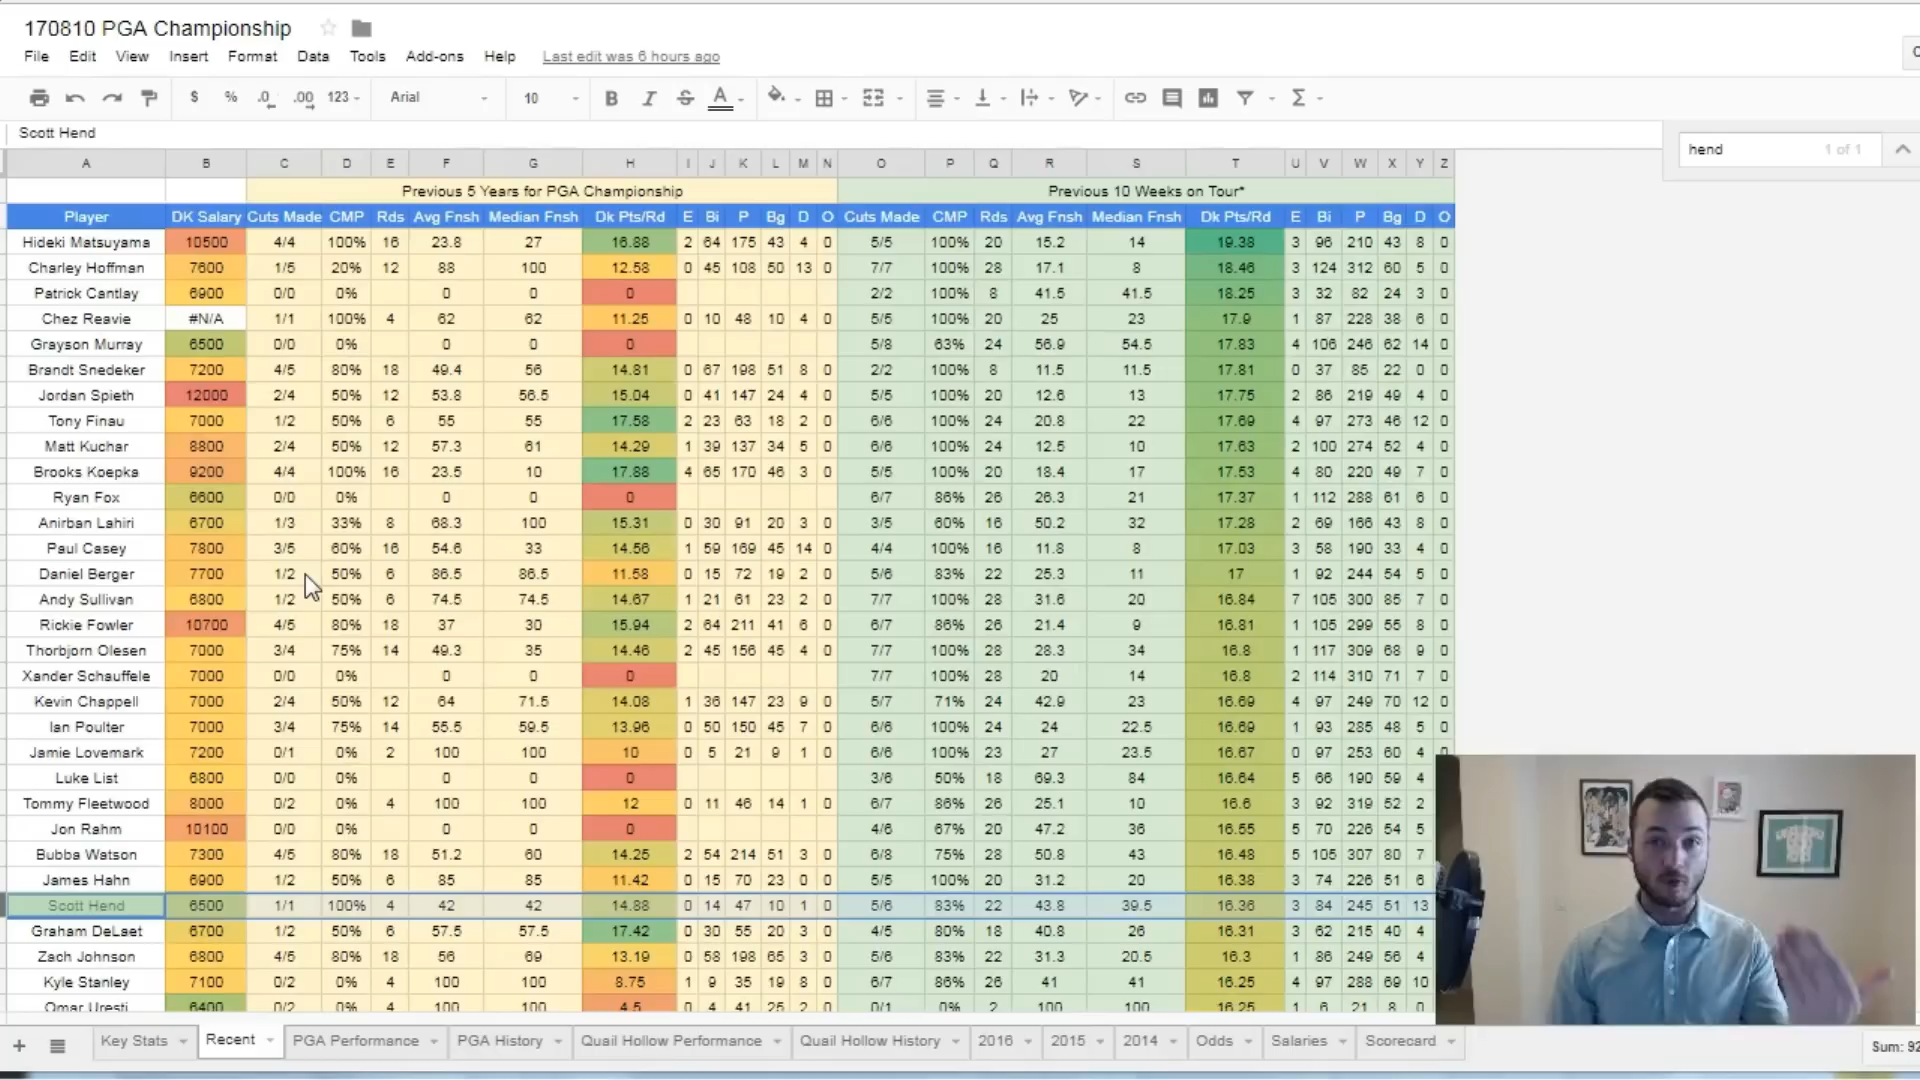 170810 PGA Championship
File Edit View Insert Format Data Tools Add-ons Help Last edit was 6 hours ago
$ % .0 .00 123 Arial 10 B I S A Σ
Scott Hend
hend 1 of 1
A B C D E F G H I J K L M N O P Q R S T U V W X Y Z
Previous 5 Years for PGA Championship Previous 10 Weeks on Tour*
Player DK Salary Cuts Made CMP Rds Avg Fnsh Median Fnsh Dk Pts/Rd E Bi P Bg D O Cuts Made CMP Rds Avg Fnsh Median Fnsh Dk Pts/Rd E Bi P Bg D O
Hideki Matsuyama 10500 4/4 100% 16 23.8 27 16.88 2 64 175 43 4 0 5/5 100% 20 15.2 14 19.38 3 96 210 43 8 0
Charley Hoffman 7600 1/5 20% 12 88 100 12.58 0 45 108 50 13 0 7/7 100% 28 17.1 8 18.46 3 124 312 60 5 0
Patrick Cantlay 6900 0/0 0% 0 0 0 2/2 100% 8 41.5 41.5 18.25 3 32 82 24 3 0
Chez Reavie #N/A 1/1 100% 4 62 62 11.25 0 10 48 10 4 0 5/5 100% 20 25 23 17.9 1 87 228 38 6 0
Grayson Murray 6500 0/0 0% 0 0 0 5/8 63% 24 56.9 54.5 17.83 4 106 246 62 14 0
Brandt Snedeker 7200 4/5 80% 18 49.4 56 14.81 0 67 198 51 8 0 2/2 100% 8 11.5 11.5 17.81 0 37 85 22 0 0
Jordan Spieth 12000 2/4 50% 12 53.8 56.5 15.04 0 41 147 24 4 0 5/5 100% 20 12.6 13 17.75 2 86 219 49 4 0
Tony Finau 7000 1/2 50% 6 55 55 17.58 2 23 63 18 2 0 6/6 100% 24 20.8 22 17.69 4 97 273 46 12 0
Matt Kuchar 8800 2/4 50% 12 57.3 61 14.29 1 39 137 34 5 0 6/6 100% 24 12.5 10 17.63 2 100 274 52 4 0
Brooks Koepka 9200 4/4 100% 16 23.5 10 17.88 4 65 170 46 3 0 5/5 100% 20 18.4 17 17.53 4 80 220 49 7 0
Ryan Fox 6600 0/0 0% 0 0 0 6/7 86% 26 26.3 21 17.37 1 112 288 61 6 0
Anirban Lahiri 6700 1/3 33% 8 68.3 100 15.31 0 30 91 20 3 0 3/5 60% 16 50.2 32 17.28 2 69 166 43 8 0
Paul Casey 7800 3/5 60% 16 54.6 33 14.56 1 59 169 45 14 0 4/4 100% 16 11.8 8 17.03 3 58 190 33 4 0
Daniel Berger 7700 1/2 50% 6 86.5 86.5 11.58 0 15 72 19 2 0 5/6 83% 22 25.3 11 17 1 92 244 54 5 0
Andy Sullivan 6800 1/2 50% 6 74.5 74.5 14.67 1 21 61 23 2 0 7/7 100% 28 31.6 20 16.84 7 105 300 85 7 0
Rickie Fowler 10700 4/5 80% 18 37 30 15.94 2 64 211 41 6 0 6/7 86% 26 21.4 9 16.81 1 105 299 55 8 0
Thorbjorn Olesen 7000 3/4 75% 14 49.3 35 14.46 2 45 156 45 4 0 7/7 100% 28 28.3 34 16.8 1 117 309 68 9 0
Xander Schauffele 7000 0/0 0% 0 0 0 7/7 100% 28 20 14 16.8 2 114 310 71 7 0
Kevin Chappell 7000 2/4 50% 12 64 71.5 14.08 1 36 147 23 9 0 5/7 71% 24 42.9 23 16.69 4 97 249 70 12 0
Ian Poulter 7000 3/4 75% 14 55.5 59.5 13.96 0 50 150 45 7 0 6/6 100% 24 24 22.5 16.69 1 93 285 48 5 0
Jamie Lovemark 7200 0/1 0% 2 100 100 10 0 5 21 9 1 0 6/6 100% 23 27 23.5 16.67 0 97 253 60 4 0
Luke List 6800 0/0 0% 0 0 0 3/6 50% 18 69.3 84 16.64 5 66 190 59 4
Tommy Fleetwood 8000 0/2 0% 4 100 100 12 0 11 46 14 1 0 6/7 86% 26 25.1 10 16.6 3 92 319 52 2
Jon Rahm 10100 0/0 0% 0 0 0 4/6 67% 20 47.2 36 16.55 5 70 226 54 5
Bubba Watson 7300 4/5 80% 18 51.2 60 14.25 2 54 214 51 3 0 6/8 75% 28 50.8 43 16.48 5 105 307 80 7
James Hahn 6900 1/2 50% 6 85 85 11.42 0 15 70 23 0 0 5/5 100% 20 31.2 20 16.38 3 74 226 51 6
Scott Hend 6500 1/1 100% 4 42 42 14.88 0 14 47 10 1 0 5/6 83% 22 43.8 39.5 16.36 3 84 245 51 13
Graham DeLaet 6700 1/2 50% 6 57.5 57.5 17.42 0 30 55 20 3 0 4/5 80% 18 40.8 26 16.31 3 62 215 40 4
Zach Johnson 6800 4/5 80% 18 56 69 13.19 0 58 198 65 3 0 5/6 83% 22 31.3 20.5 16.3 1 86 249 56 4
Kyle Stanley 7100 0/2 0% 4 100 100 8.75 1 9 35 19 8 0 6/7 86% 26 41 41 16.25 4 97 288 69 10
Omar Uresti 6400 0/2 0% 4 100 100 4.5 0 4 41 25 2 0 0/1 0% 2 100 100 16.25 1 6 21 8 0
Key Stats Recent PGA Performance PGA History Quail Hollow Performance Quail Hollow History 2016 2015 2014 Odds Salaries Scorecard Sum: 92